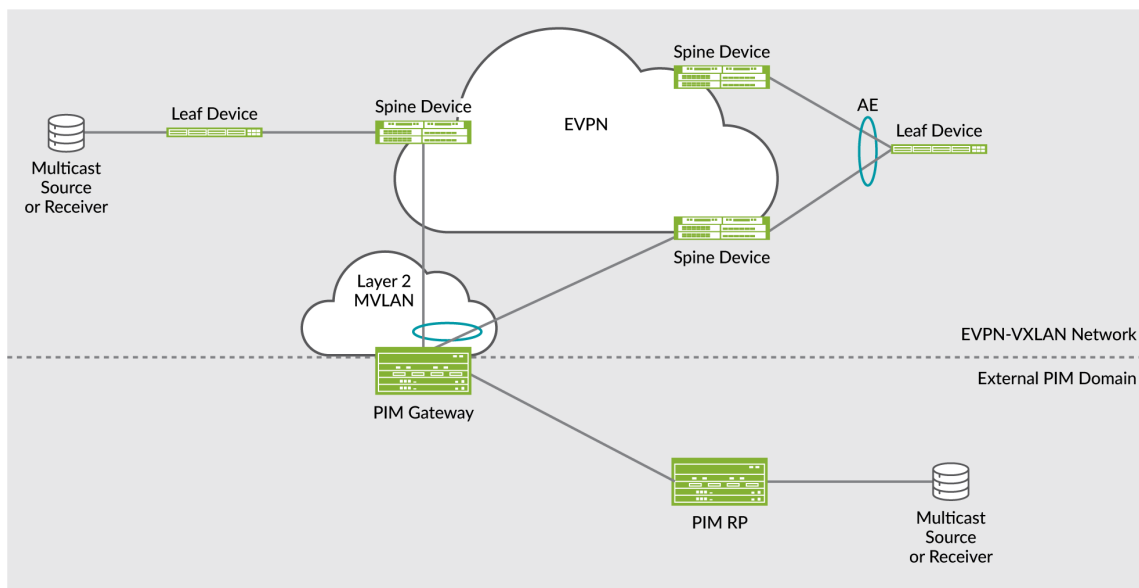 Spine Device
Leaf Device
Spine Device
EVPN
AE
Leaf Device
Multicast
Source
or Receiver
Spine Device
Layer 2
MVLAN
EVPN-VXLAN Network
External PIM Domain
PIM Gateway
PIM RP
Multicast
Source
or Receiver